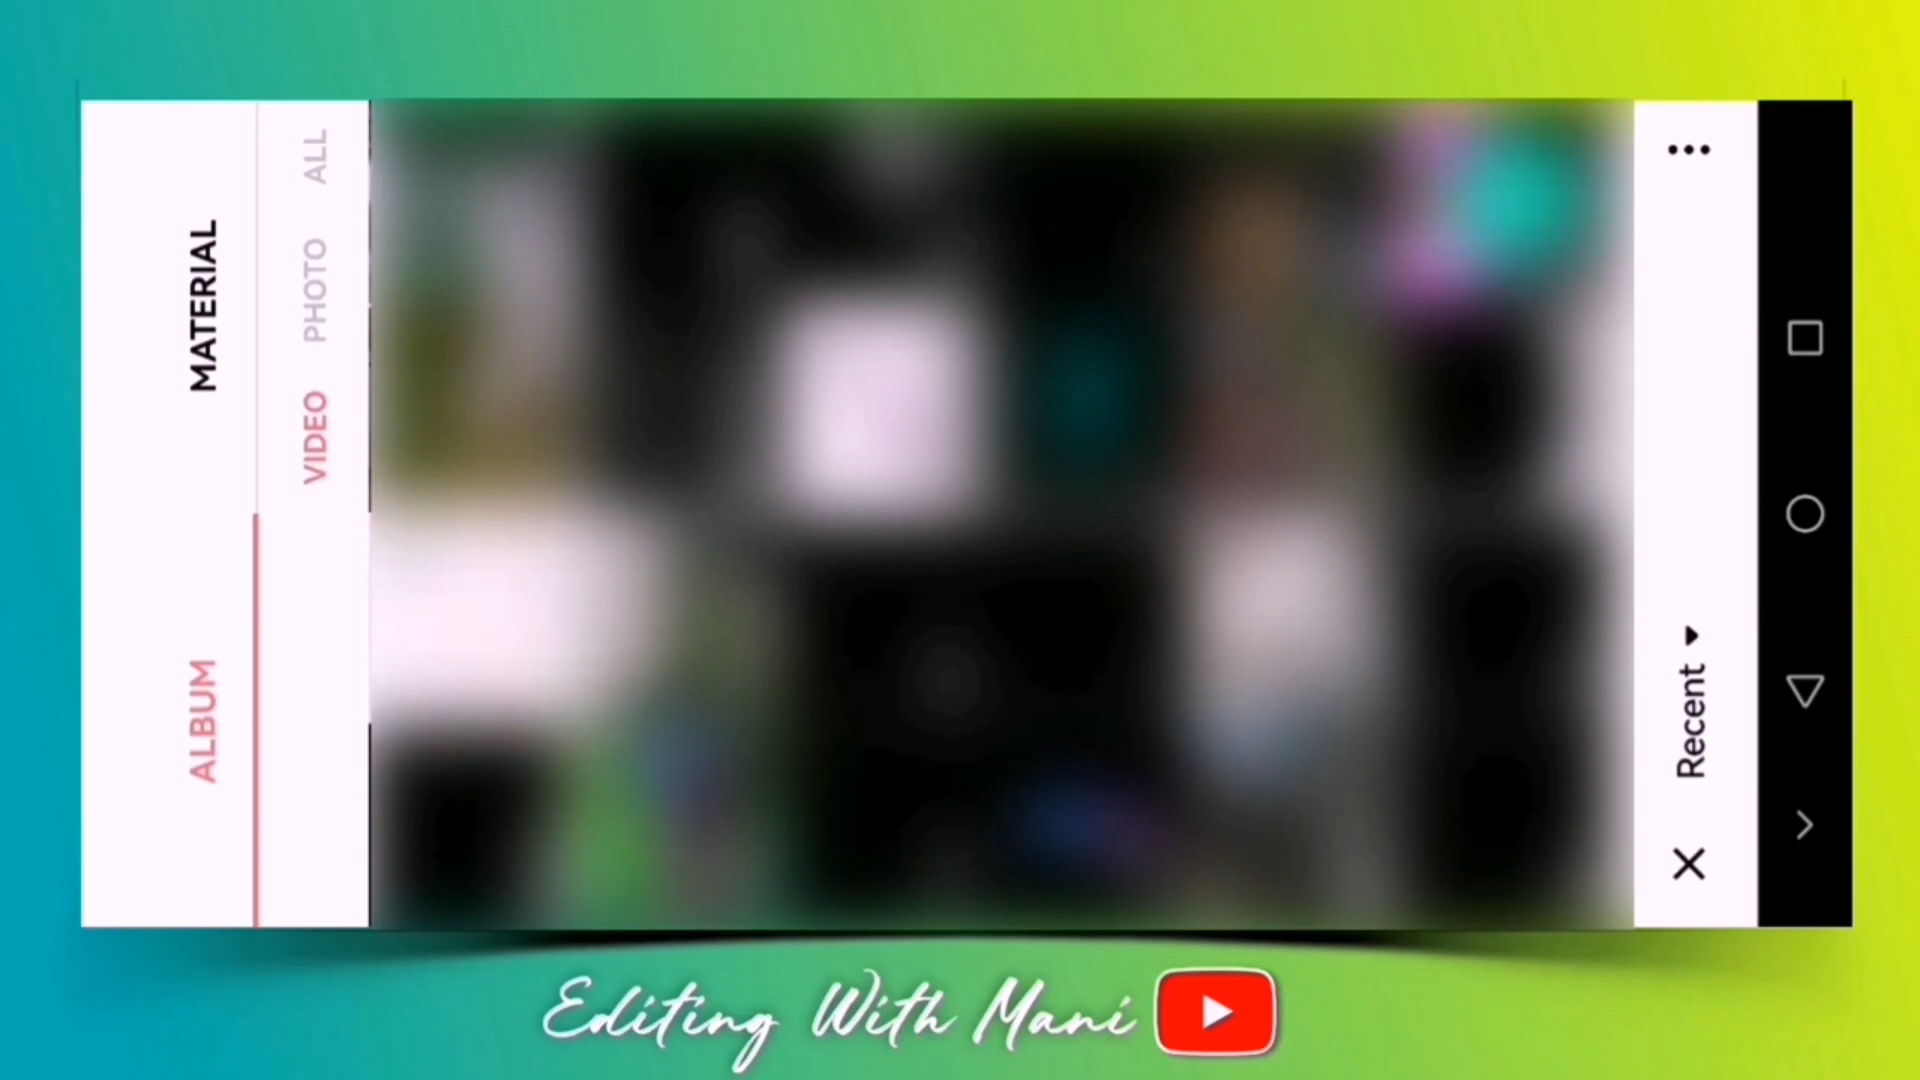 Recent
ALL
PHOTO
VIDEO
MATERIAL
ALBUM
Editing With Mani